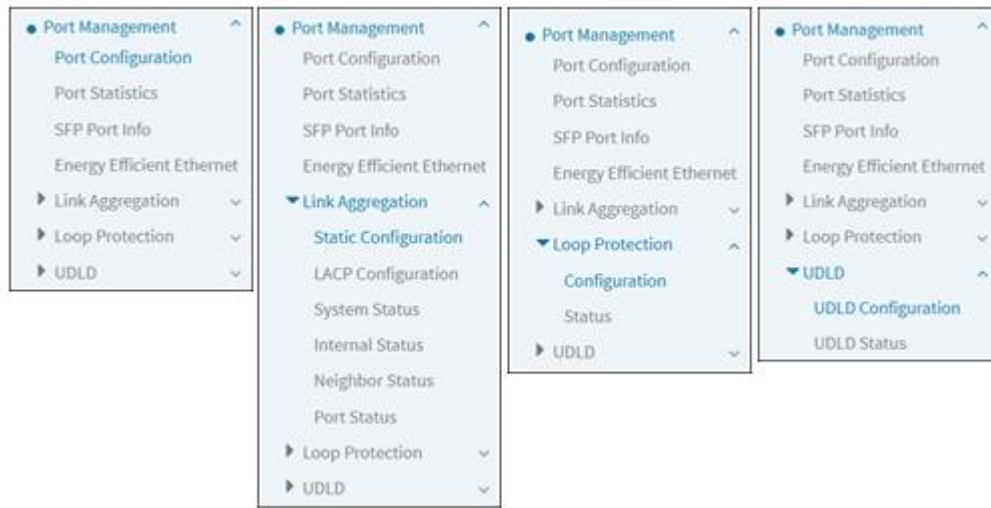 Port Management
Port Configuration
Port Statistics
SFP Port Info
Energy Efficient Ethernet
Link Aggregation
Loop Protection
UDLD
Port Management
Port Configuration
Port Statistics
SFP Port Info
Energy Efficient Ethernet
Link Aggregation
Static Configuration
LACP Configuration
System Status
Internal Status
Neighbor Status
Port Status
Loop Protection
UDLD
Port Management
Port Configuration
Port Statistics
SFP Port Info
Energy Efficient Ethernet
Link Aggregation
Loop Protection
Configuration
Status
UDLD
Port Management
Port Configuration
Port Statistics
SFP Port Info
Energy Efficient Ethernet
Link Aggregation
Loop Protection
UDLD
UDLD Configuration
UDLD Status